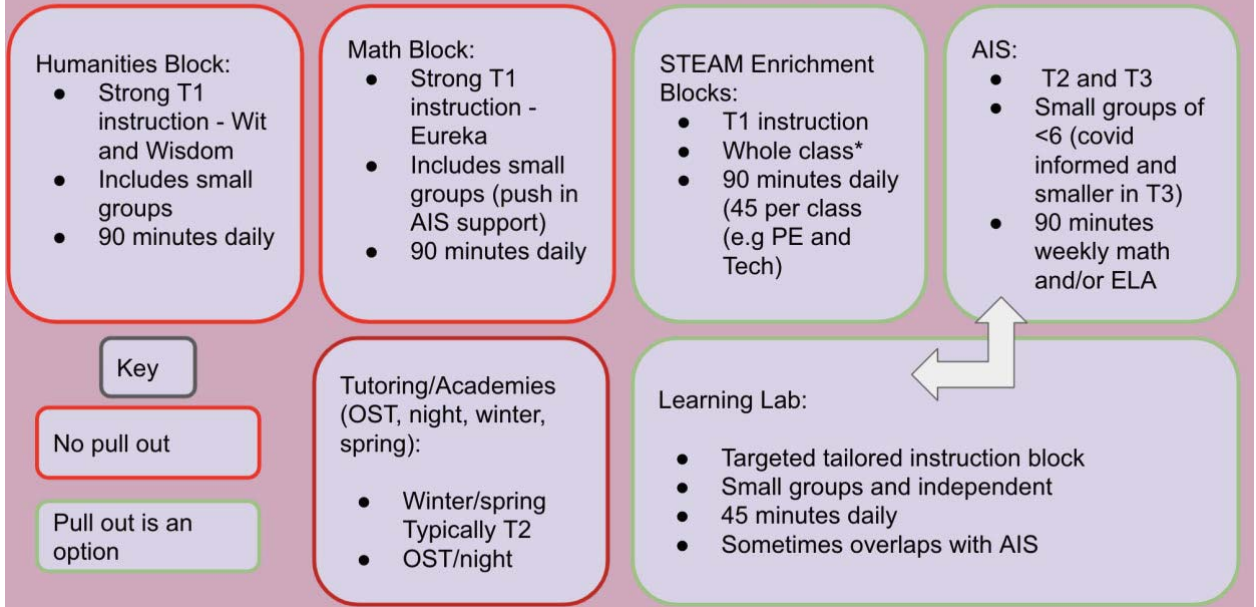 Humanities Block:
● Strong T1
instruction - Wit
and Wisdom
● Includes small
groups
● 90 minutes daily
Math Block:
● Strong T1
instruction -
Eureka
● Includes small
groups (push in
AIS support)
● 90 minutes daily
STEAM Enrichment
Blocks:
● T1 instruction
● Whole class*
● 90 minutes daily
(45 per class
(e.g PE and
Tech)
AIS:
● T2 and T3
● Small groups of
<6 (covid
informed and
smaller in T3)
● 90 minutes
weekly math
and/or ELA
Key
No pull out
Pull out is an
option
Tutoring/Academies
(OST, night, winter,
spring):
● Winter/spring
Typically T2
● OST/night
Learning Lab:
● Targeted tailored instruction block
● Small groups and independent
● 45 minutes daily
● Sometimes overlaps with AIS